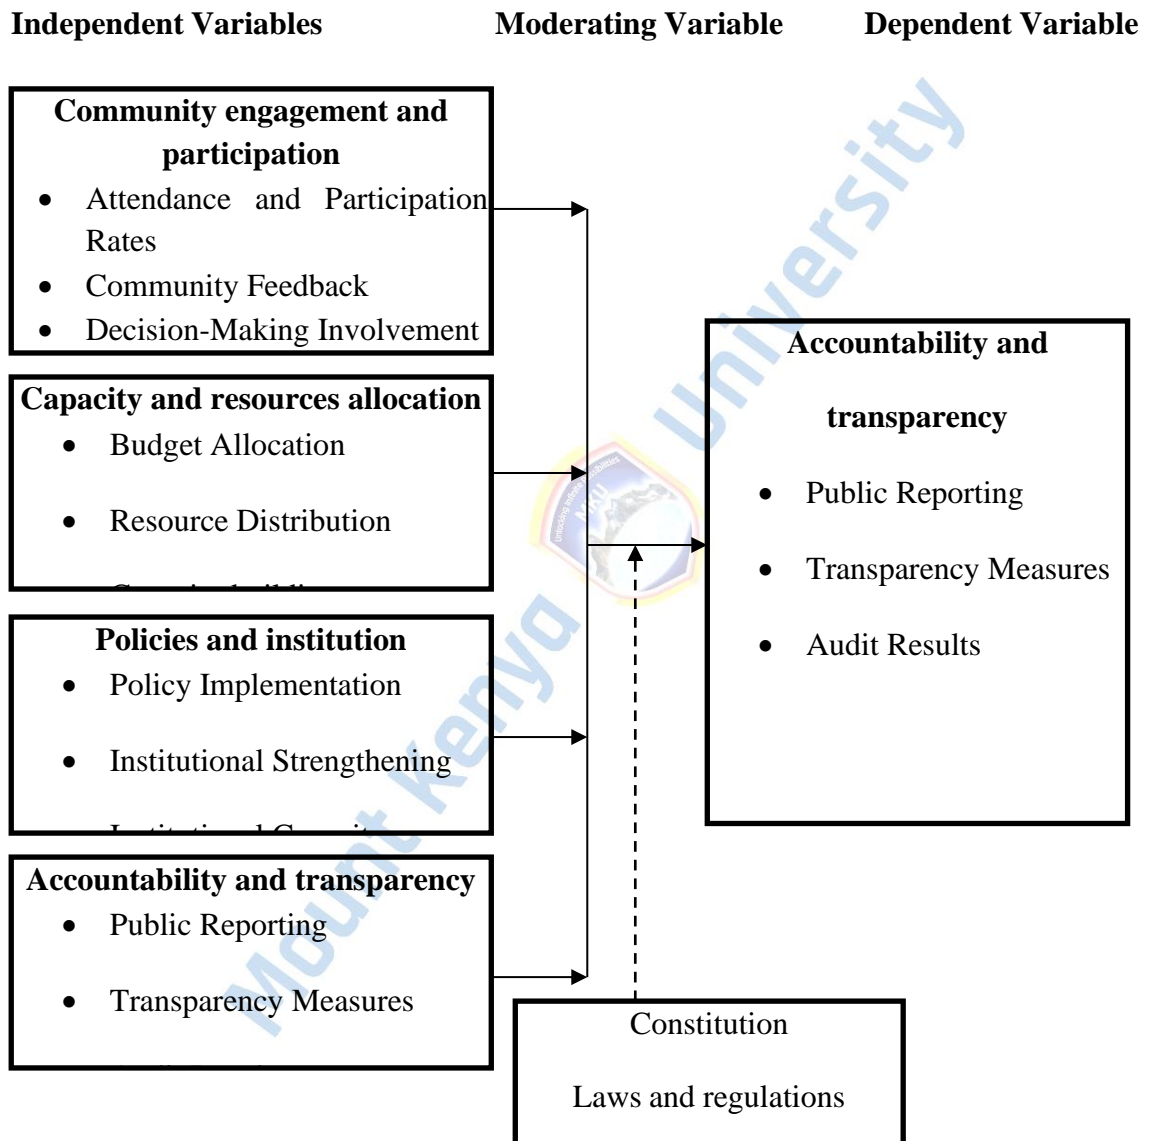 Independent Variables
Moderating Variable
Dependent Variable
Community engagement and
participation
• Attendance and Participation
Rates
• Community Feedback
• Decision-Making Involvement
Capacity and resources allocation
• Budget Allocation
• Resource Distribution
Policies and institution
• Policy Implementation
• Institutional Strengthening
Accountability and transparency
• Public Reporting
• Transparency Measures
Accountability and
transparency
• Public Reporting
• Transparency Measures
• Audit Results
Constitution
Laws and regulations
Mount Kenya University
MKU